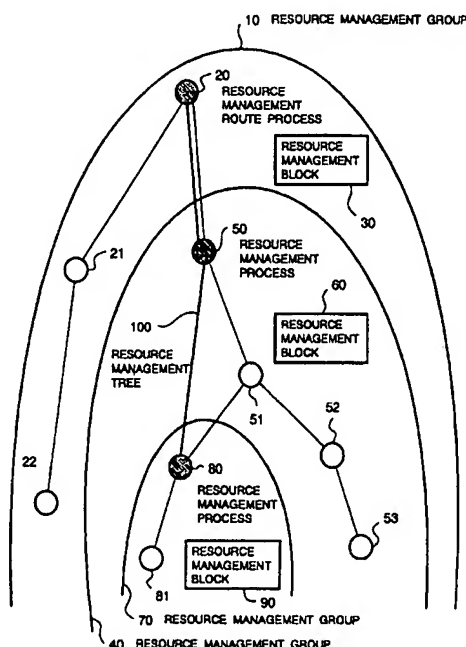 10 RESOURCE MANAGEMENT GROUP
20
RESOURCE
MANAGEMENT
ROUTE PROCESS
RESOURCE
MANAGEMENT
BLOCK
30
50
RESOURCE
MANAGEMENT
PROCESS
21
60
RESOURCE
MANAGEMENT
BLOCK
100
RESOURCE
MANAGEMENT
TREE
51
52
22
80
RESOURCE
MANAGEMENT
PROCESS
53
RESOURCE
MANAGEMENT
BLOCK
81
90
70 RESOURCE MANAGEMENT GROUP
40 RESOURCE MANAGEMENT GROUP